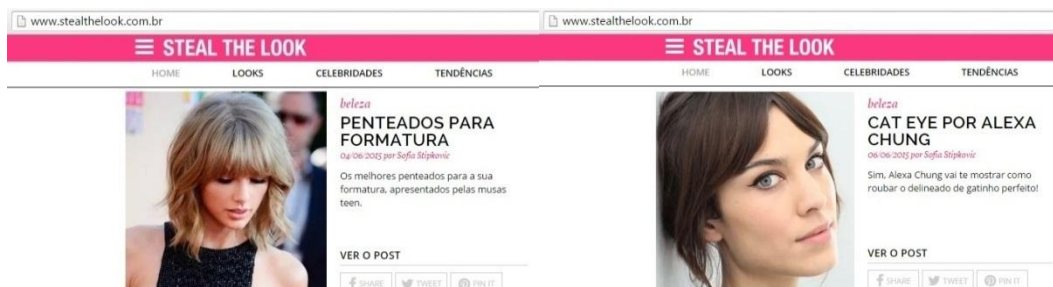 www.stealthelook.com.br
STEAL THE LOOK
HOME LOOKS CELEBRIDADES TENDÊNCIAS
beleza
PENTEADOS PARA
FORMATURA
04/06/2015 por Sofia Stipkovic
Os melhores penteados para a sua
formatura, apresentados pelas musas
teen.
VER O POST
SHARE TWEET PIN IT
www.stealthelook.com.br
STEAL THE LOOK
HOME LOOKS CELEBRIDADES TENDÊNCIAS
beleza
CAT EYE POR ALEXA
CHUNG
06/06/2015 por Sofia Stipkovic
Sim, Alexa Chung vai te mostrar como
roubar o delineado de gatinho perfeito!
VER O POST
SHARE TWEET PIN IT